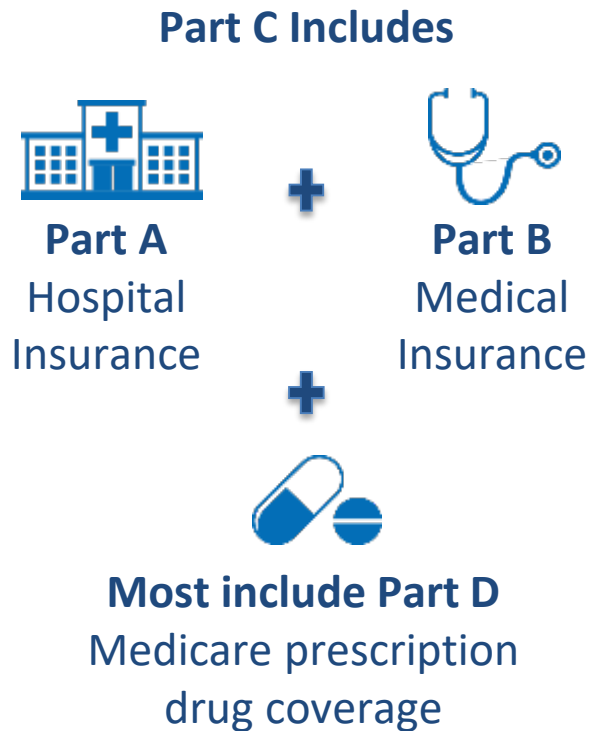 Part C Includes
Part A
Hospital
Insurance
Part B
Medical
Insurance
Most include Part D
Medicare prescription
drug coverage